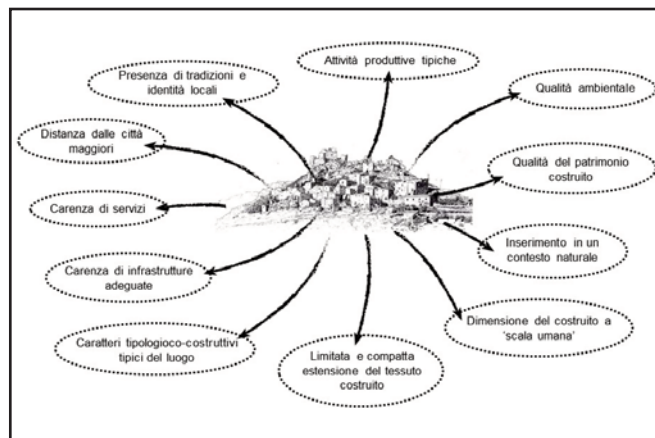 Attività produttive tipiche
Presenza di tradizioni e
identità locali
Qualità ambientale
Distanza dalle città
maggiori
Qualità del patrimonio
costruito
Carenza di servizi
Inserimento in un
contesto naturale
Carenza di infrastrutture
adeguate
Dimensione del costruito a
'scala umana'
Caratteri tipologioco-costruttivi
tipici del luogo
Limitata e compatta
estensione del tessuto
costruito